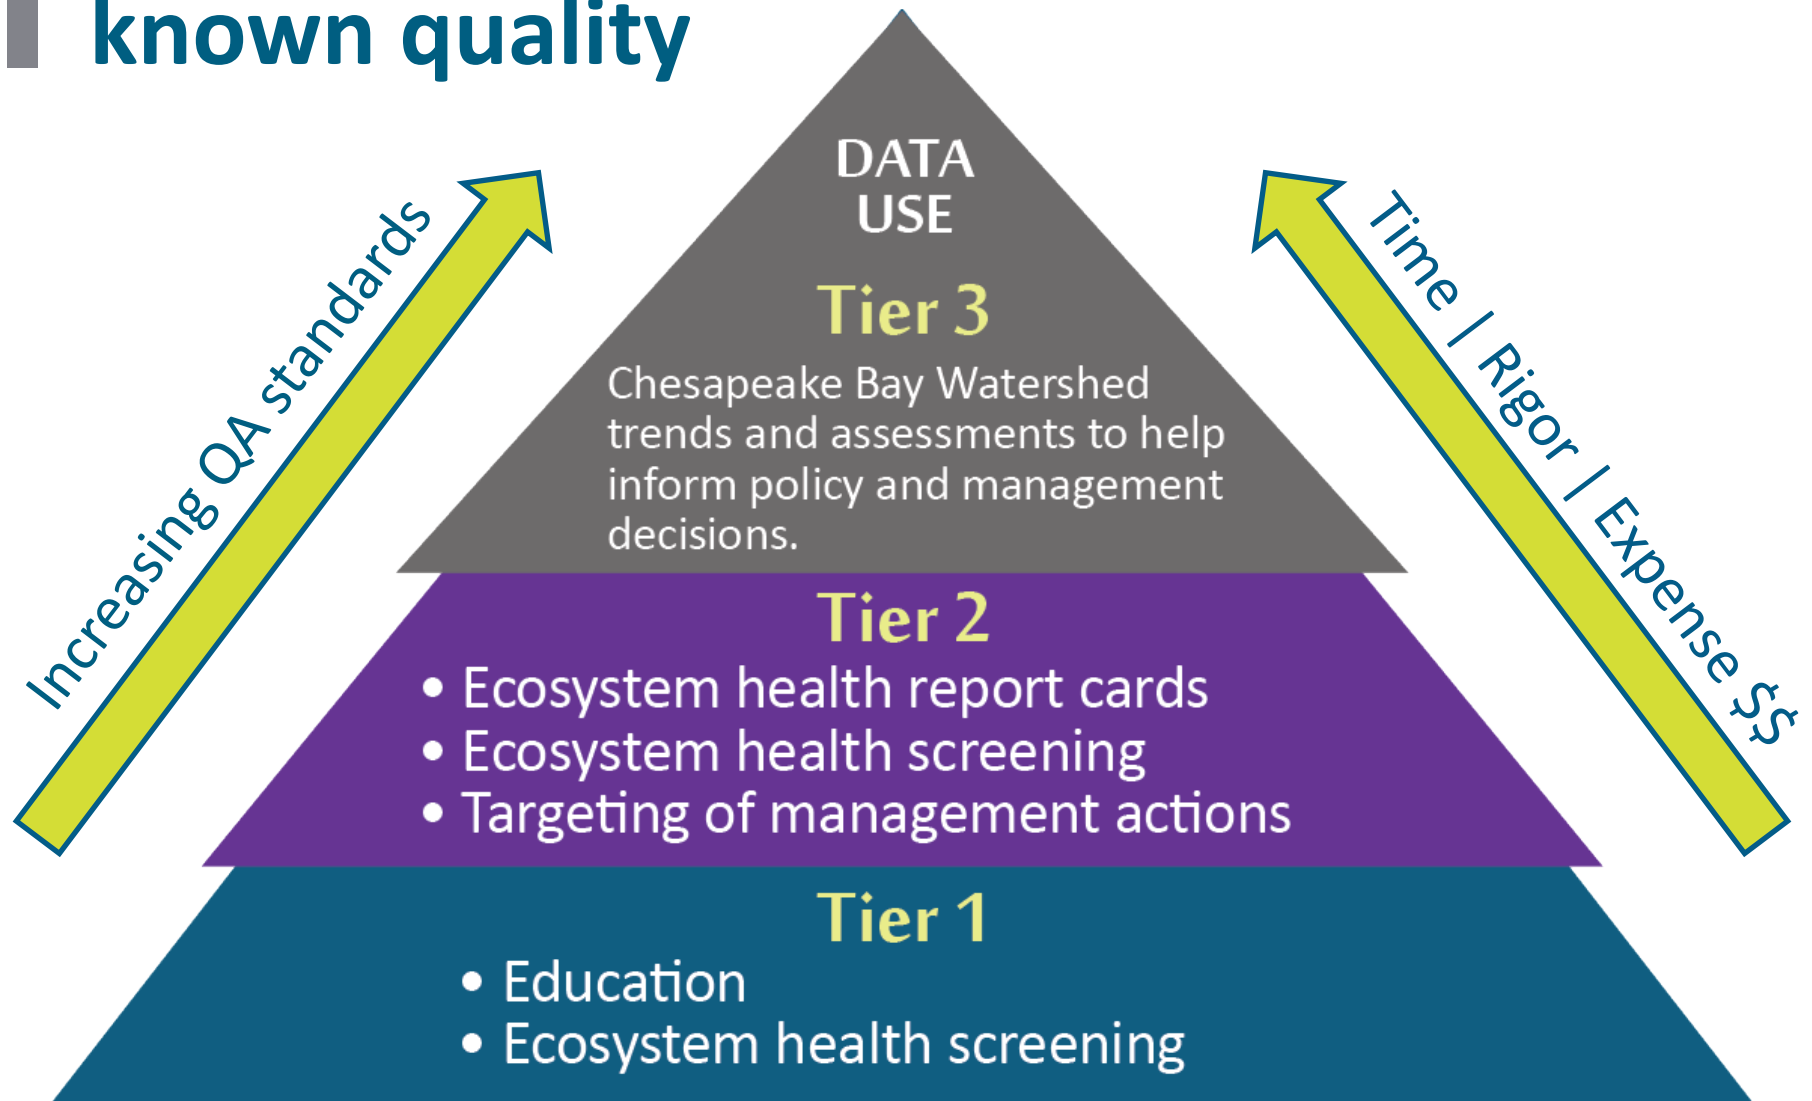 known quality
DATA
USE
Increasing QA standards
Time | Rigor | Expense $$
Tier 3
Chesapeake Bay Watershed
trends and assessments to help
inform policy and management
decisions.
Tier 2
• Ecosystem health report cards
• Ecosystem health screening
• Targeting of management actions
Tier 1
• Education
• Ecosystem health screening